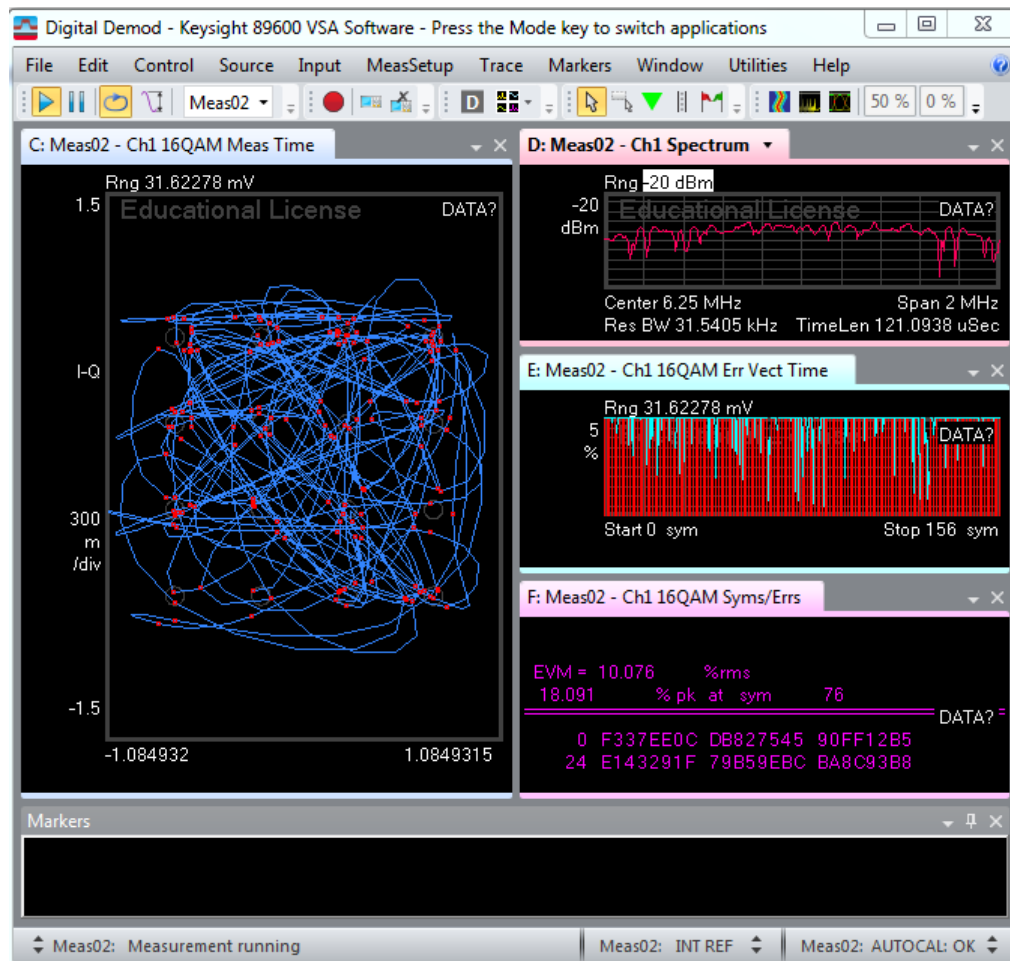 Digital Demod - Keysight 89600 VSA Software - Press the Mode key to switch applications
File Edit Control Source Input MeasSetup Trace Markers Window Utilities Help
Meas02 D 50 % 0 %
C: Meas02 - Ch1 16QAM Meas Time
Rng 31.62278 mV
1.5 Educational License DATA?
I-Q
300
m
/div
-1.5
-1.084932 1.0849315
D: Meas02 - Ch1 Spectrum
Rng -20 dBm
-20 Educational License DATA?
dBm
Center 6.25 MHz Span 2 MHz
Res BW 31.5405 kHz TimeLen 121.0938 uSec
E: Meas02 - Ch1 16QAM Err Vect Time
Rng 31.62278 mV
5 DATA?
%
Start 0 sym Stop 156 sym
F: Meas02 - Ch1 16QAM Syms/Errs
EVM = 10.076 %rms
18.091 % pk at sym 76
DATA?
0 F337EE0C DB827545 90FF12B5
24 E143291F 79B59EBC BA8C93B8
Markers
Meas02: Measurement running Meas02: INT REF Meas02: AUTOCAL: OK